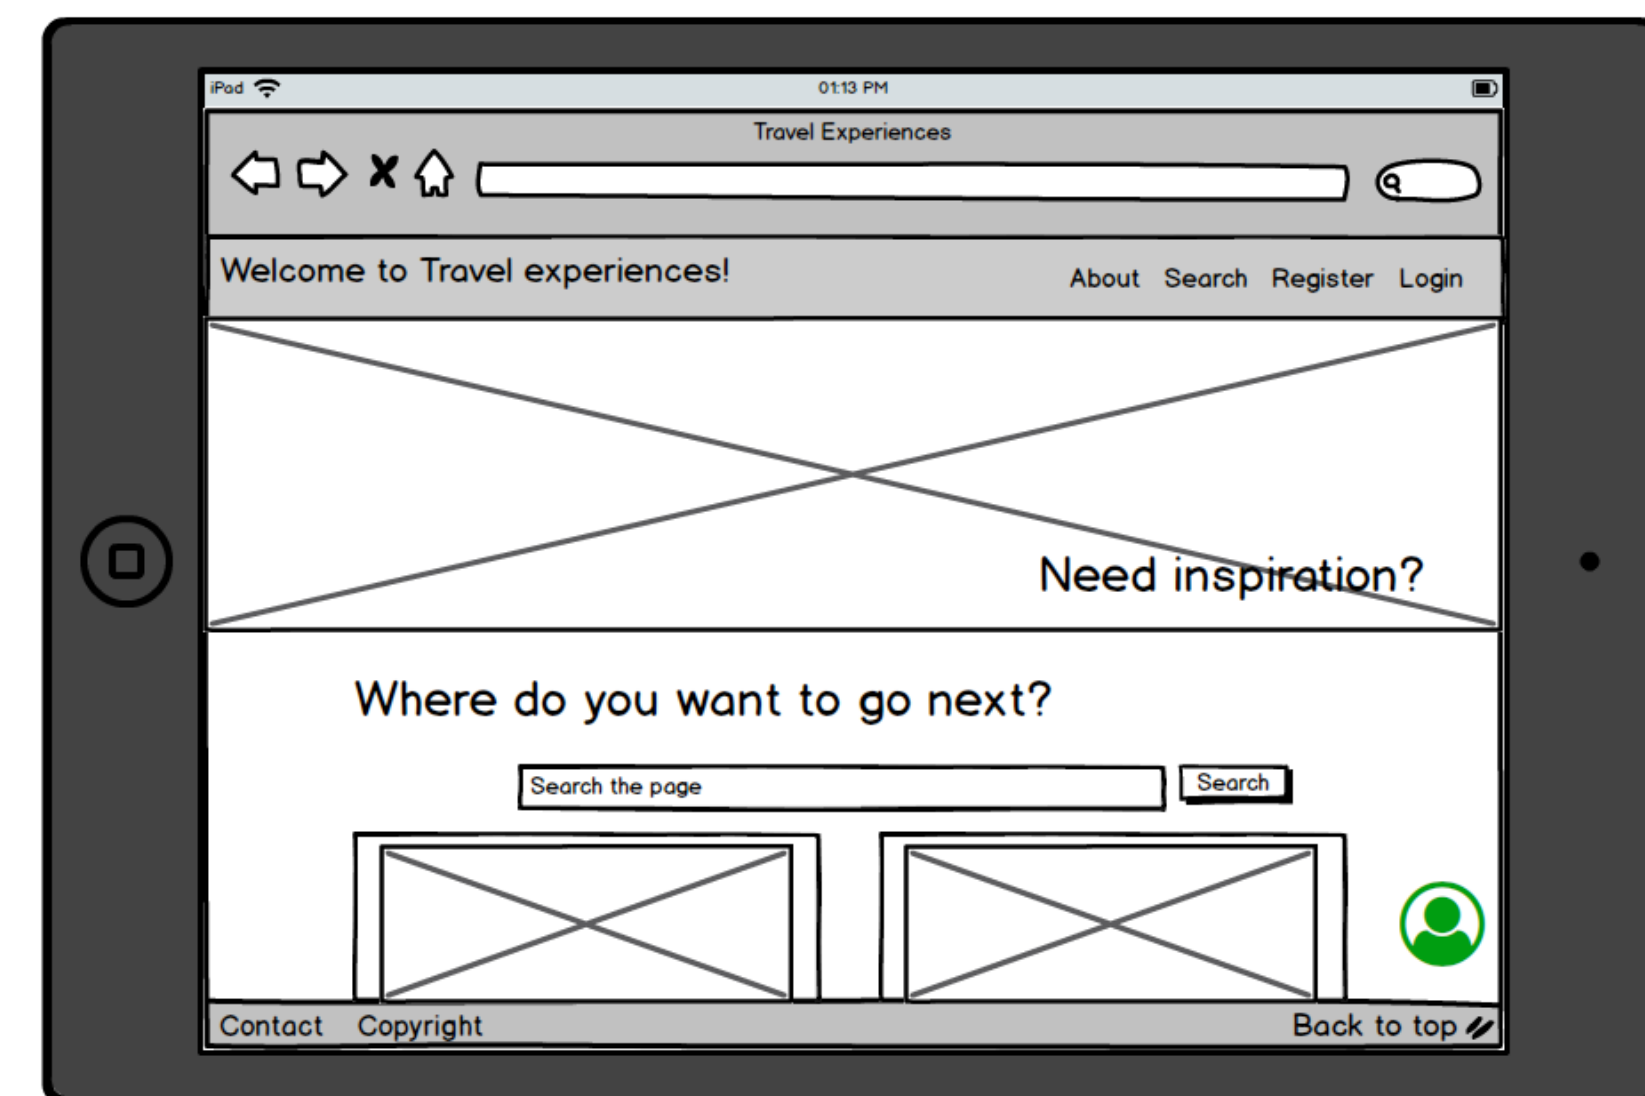 iPad 01:13 PM
Travel Experiences
Welcome to Travel experiences! About Search Register Login
Need inspiration?
Where do you want to go next?
Search the page Search
Contact Copyright Back to top